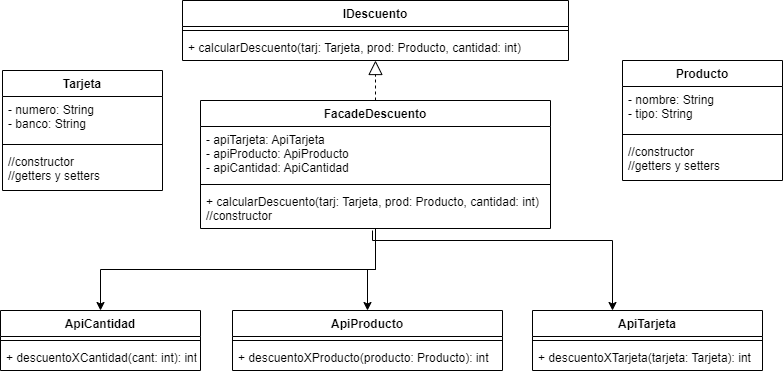 IDescuento
+ calcularDescuento(tarj: Tarjeta, prod: Producto, cantidad: int)
Tarjeta
- numero: String
- banco: String
//constructor
//getters y setters
FacadeDescuento
- apiTarjeta: ApiTarjeta
- apiProducto: ApiProducto
- apiCantidad: ApiCantidad
+ calcularDescuento(tarj: Tarjeta, prod: Producto, cantidad: int)
//constructor
Producto
- nombre: String
- tipo: String
//constructor
//getters y setters
ApiCantidad
+ descuentoXCantidad(cant: int): int
ApiProducto
+ descuentoXProducto(producto: Producto): int
ApiTarjeta
+ descuentoXTarjeta(tarjeta: Tarjeta): int